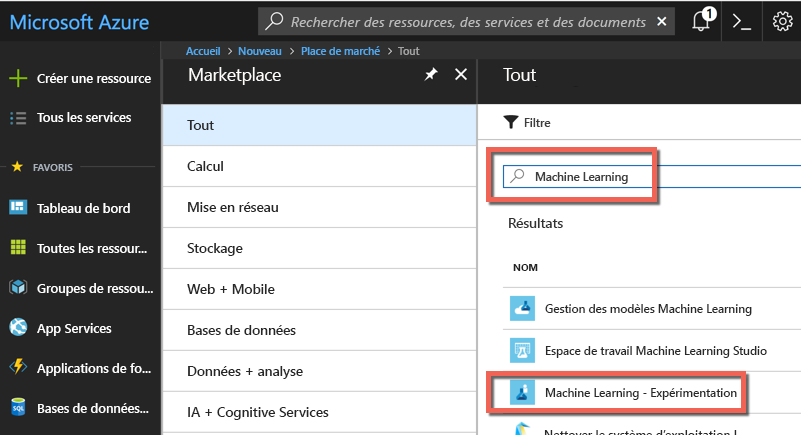 Microsoft Azure
Rechercher des ressources, des services et des documents
1
Accueil > Nouveau > Place de marché > Tout
Créer une ressource
Tous les services
FAVORIS
Tableau de bord
Toutes les ressour...
Groupes de ressou...
App Services
Applications de fo...
Bases de données...
Marketplace
Tout
Calcul
Mise en réseau
Stockage
Web + Mobile
Bases de données
Données + analyse
IA + Cognitive Services
Tout
Filtre
Machine Learning
Résultats
NOM
Gestion des modèles Machine Learning
Espace de travail Machine Learning Studio
Machine Learning - Expérimentation
Nettoyer le système d'exploitation